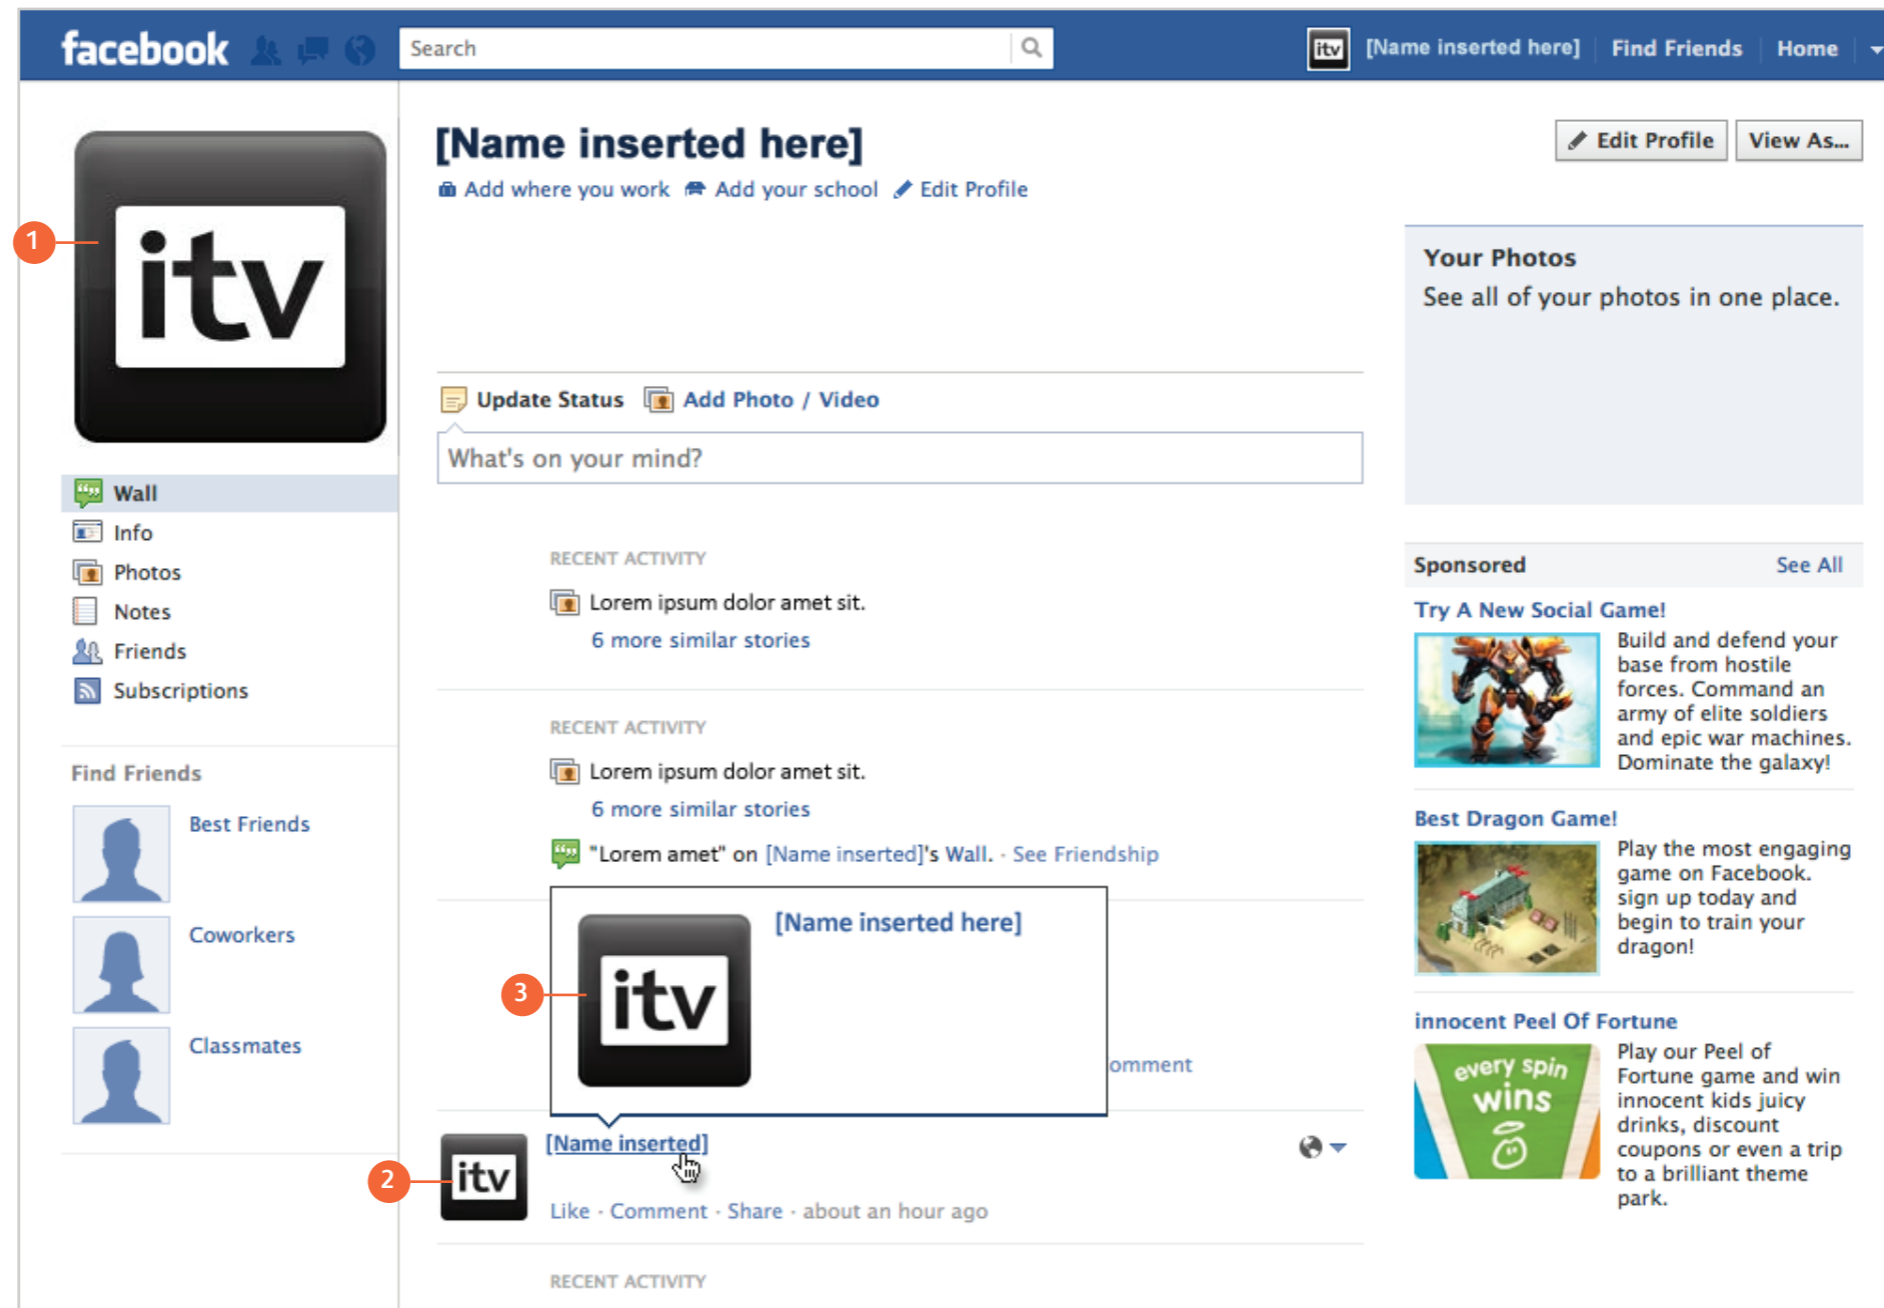 facebook
Search
itv
[Name inserted here]
Find Friends
Home
1
itv
[Name inserted here]
Add where you work
Add your school
Edit Profile
Edit Profile
View As...
Your Photos
See all of your photos in one place.
Update Status
Add Photo / Video
What's on your mind?
Wall
Info
Photos
Notes
Friends
Subscriptions
Find Friends
Best Friends
Coworkers
Classmates
RECENT ACTIVITY
Lorem ipsum dolor amet sit.
6 more similar stories
RECENT ACTIVITY
Lorem ipsum dolor amet sit.
6 more similar stories
"Lorem amet" on [Name inserted]'s Wall. · See Friendship
3
itv
[Name inserted here]
omment
2
itv
[Name inserted]
Like · Comment · Share · about an hour ago
RECENT ACTIVITY
Sponsored
See All
Try A New Social Game!
Build and defend your
base from hostile
forces. Command an
army of elite soldiers
and epic war machines.
Dominate the galaxy!
Best Dragon Game!
Play the most engaging
game on Facebook.
sign up today and
begin to train your
dragon!
innocent Peel Of Fortune
every spin
wins
Play our Peel of
Fortune game and win
innocent kids juicy
drinks, discount
coupons or even a trip
to a brilliant theme
park.